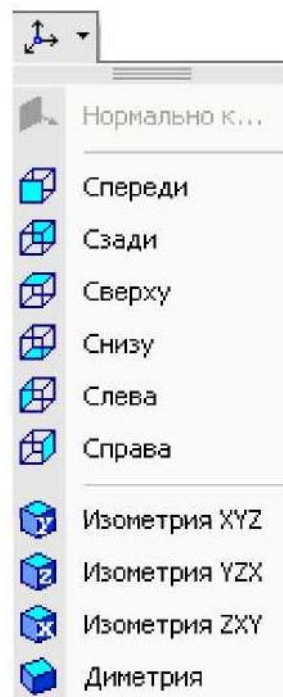 Нормально к...
Спереди
Сзади
Сверху
Снизу
Слева
Справа
y Изометрия XYZ
z Изометрия YZX
x Изометрия ZXY
Диметрия